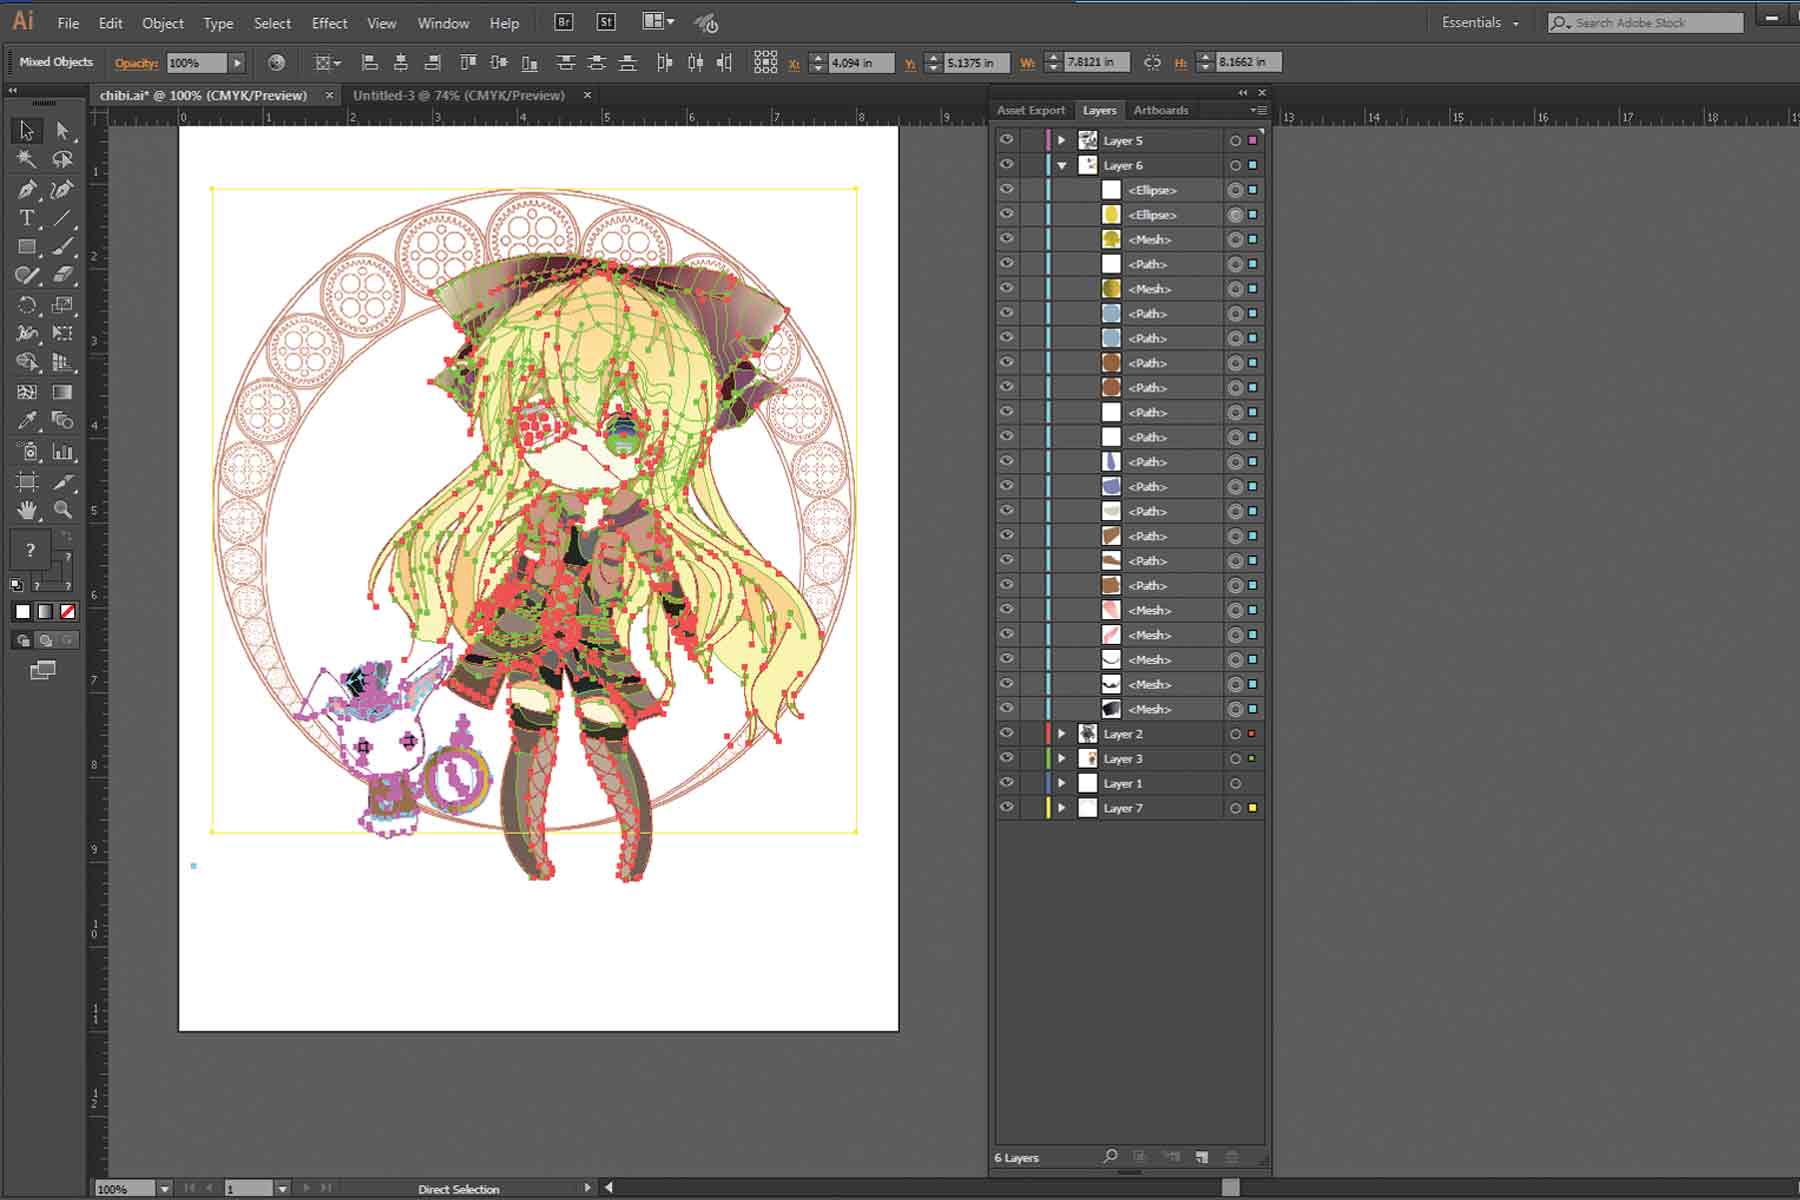 Ai File Edit Object Type Select Effect View Window Help Br St Essentials Search Adobe Stock
Mixed Objects Opacity: 100% X: 4.094 in Y: 5.1375 in W: 7.8121 in H: 8.1662 in
chibi.ai* @ 100% (CMYK/Preview) × Untitled-3 @ 74% (CMYK/Preview) ×
Asset Export Layers Artboards
0 1 2 3 4 5 6 7 8 9 13 14 15 16 17 18 19
Layer 5
Layer 6
<Ellipse>
<Ellipse>
<Mesh>
<Path>
<Mesh>
<Path>
<Path>
<Path>
<Path>
<Path>
<Path>
<Path>
<Path>
<Path>
<Path>
<Path>
<Path>
<Mesh>
<Mesh>
<Mesh>
<Mesh>
<Mesh>
Layer 2
Layer 3
Layer 1
Layer 7
1
2
3
4
5
6
7
8
9
10
11
12
T
?
?
? ?
6 Layers
100% 1 Direct Selection